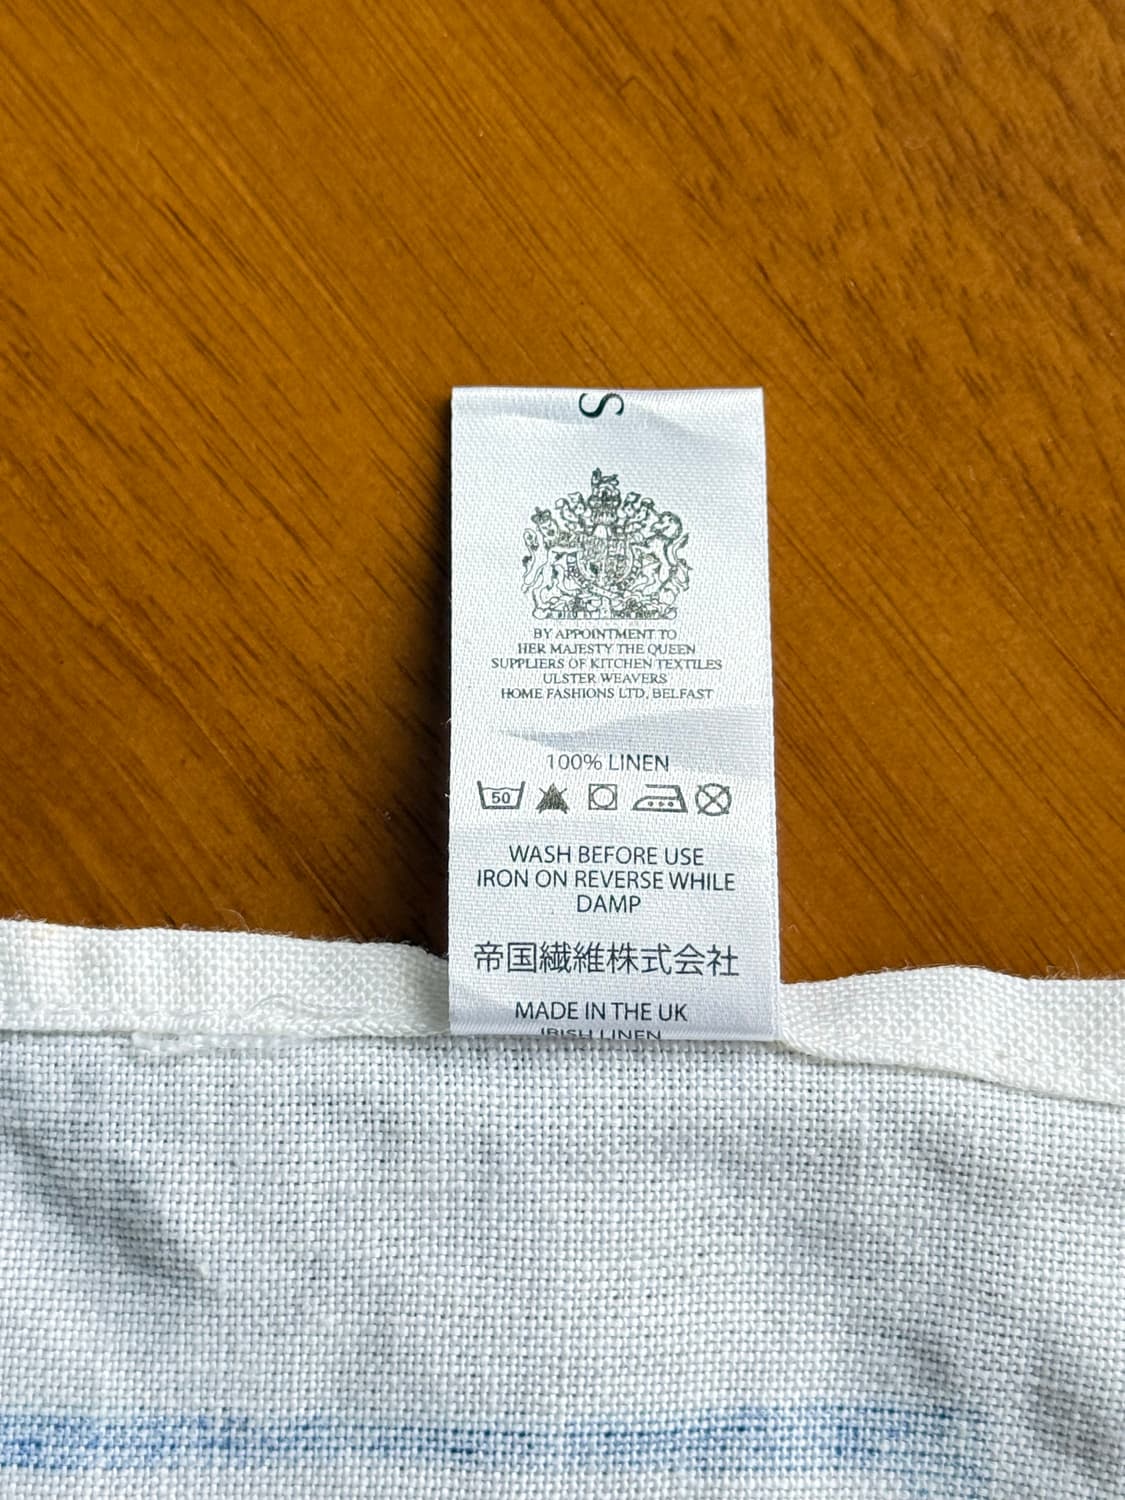 S
BY APPOINTMENT TO
HER MAJESTY THE QUEEN
SUPPLIERS OF KITCHEN TEXTILES
ULSTER WEAVERS
HOME FASHIONS LTD, BELFAST
100% LINEN
50
WASH BEFORE USE
IRON ON REVERSE WHILE
DAMP
帝国繊維株式会社
MADE IN THE UK
IRISH LINEN